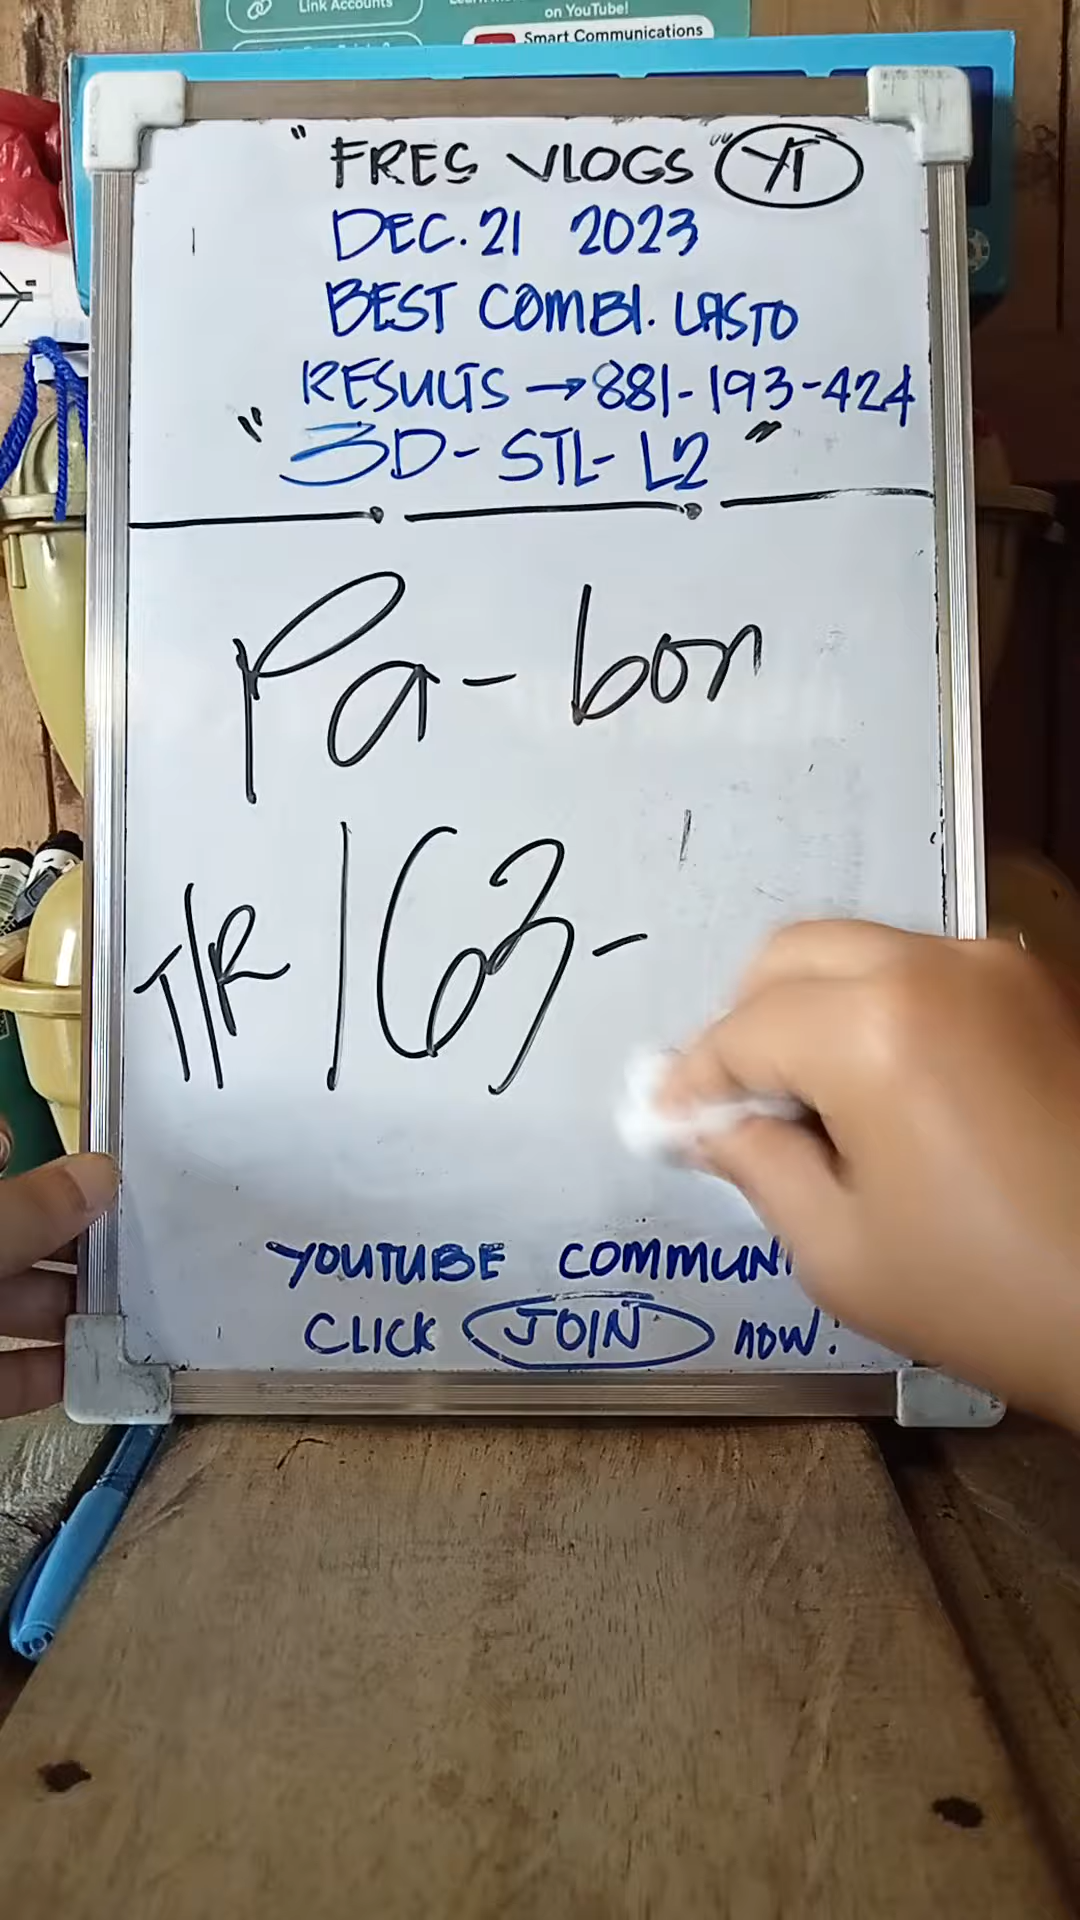 Link Accounts
on YouTube!
Smart Communications
"FRES VLOGS" YT
DEC. 21 2023
BEST COMBI. LASTO
RESULTS → 881-193-424
"3D- STL- L2"
Pa-bon
T/R 163-
YOUTUBE COMMUNI
CLICK JOIN NOW!